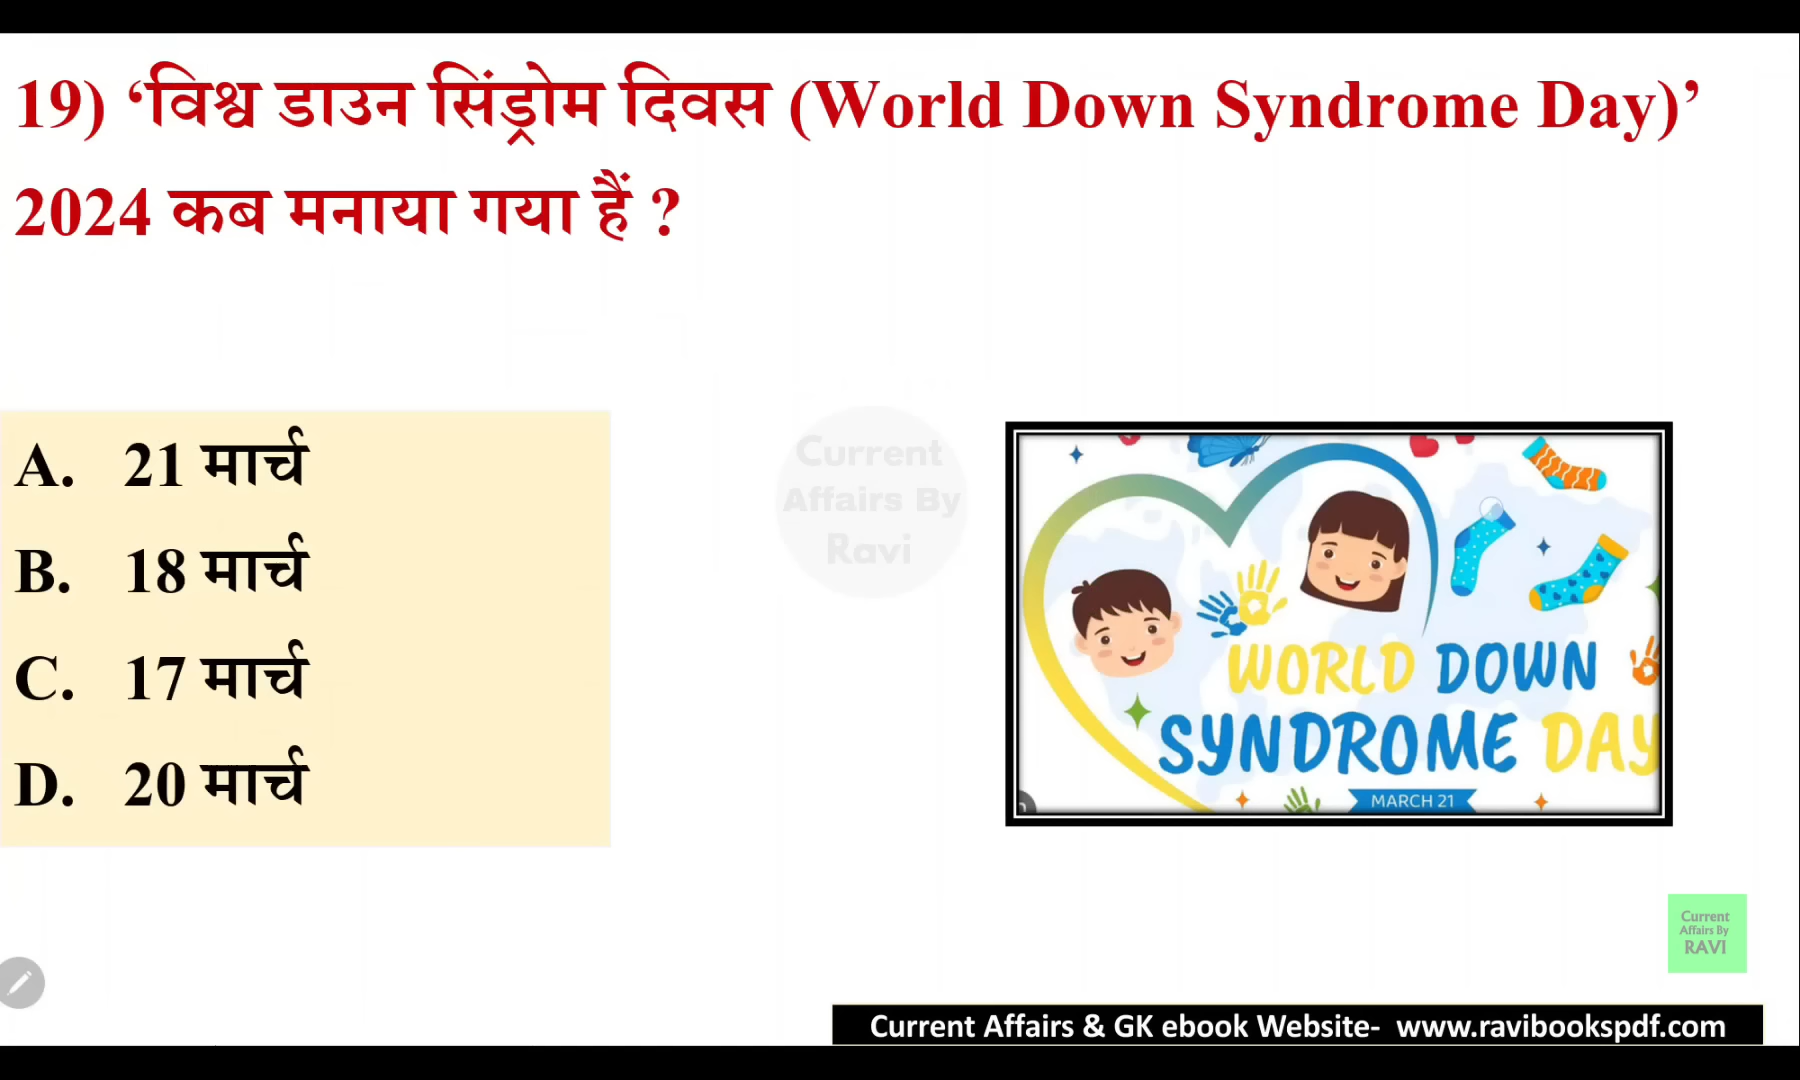 19) ‘विश्व डाउन सिंड्रोम दिवस (World Down Syndrome Day)’
2024 कब मनाया गया हैं ?
A. 21 मार्च
B. 18 मार्च
C. 17 मार्च
D. 20 मार्च
Current
Affairs By
Ravi
WORLD DOWN
SYNDROME DAY
MARCH 21
Current
Affairs By
RAVI
Current Affairs & GK ebook Website- www.ravibookspdf.com